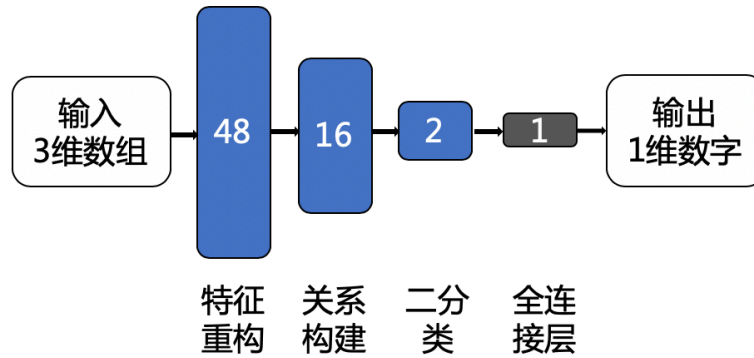 输入
3维数组
48
16
2
1
输出
1维数字
特征
重构
关系
构建
二分
类
全连
接层